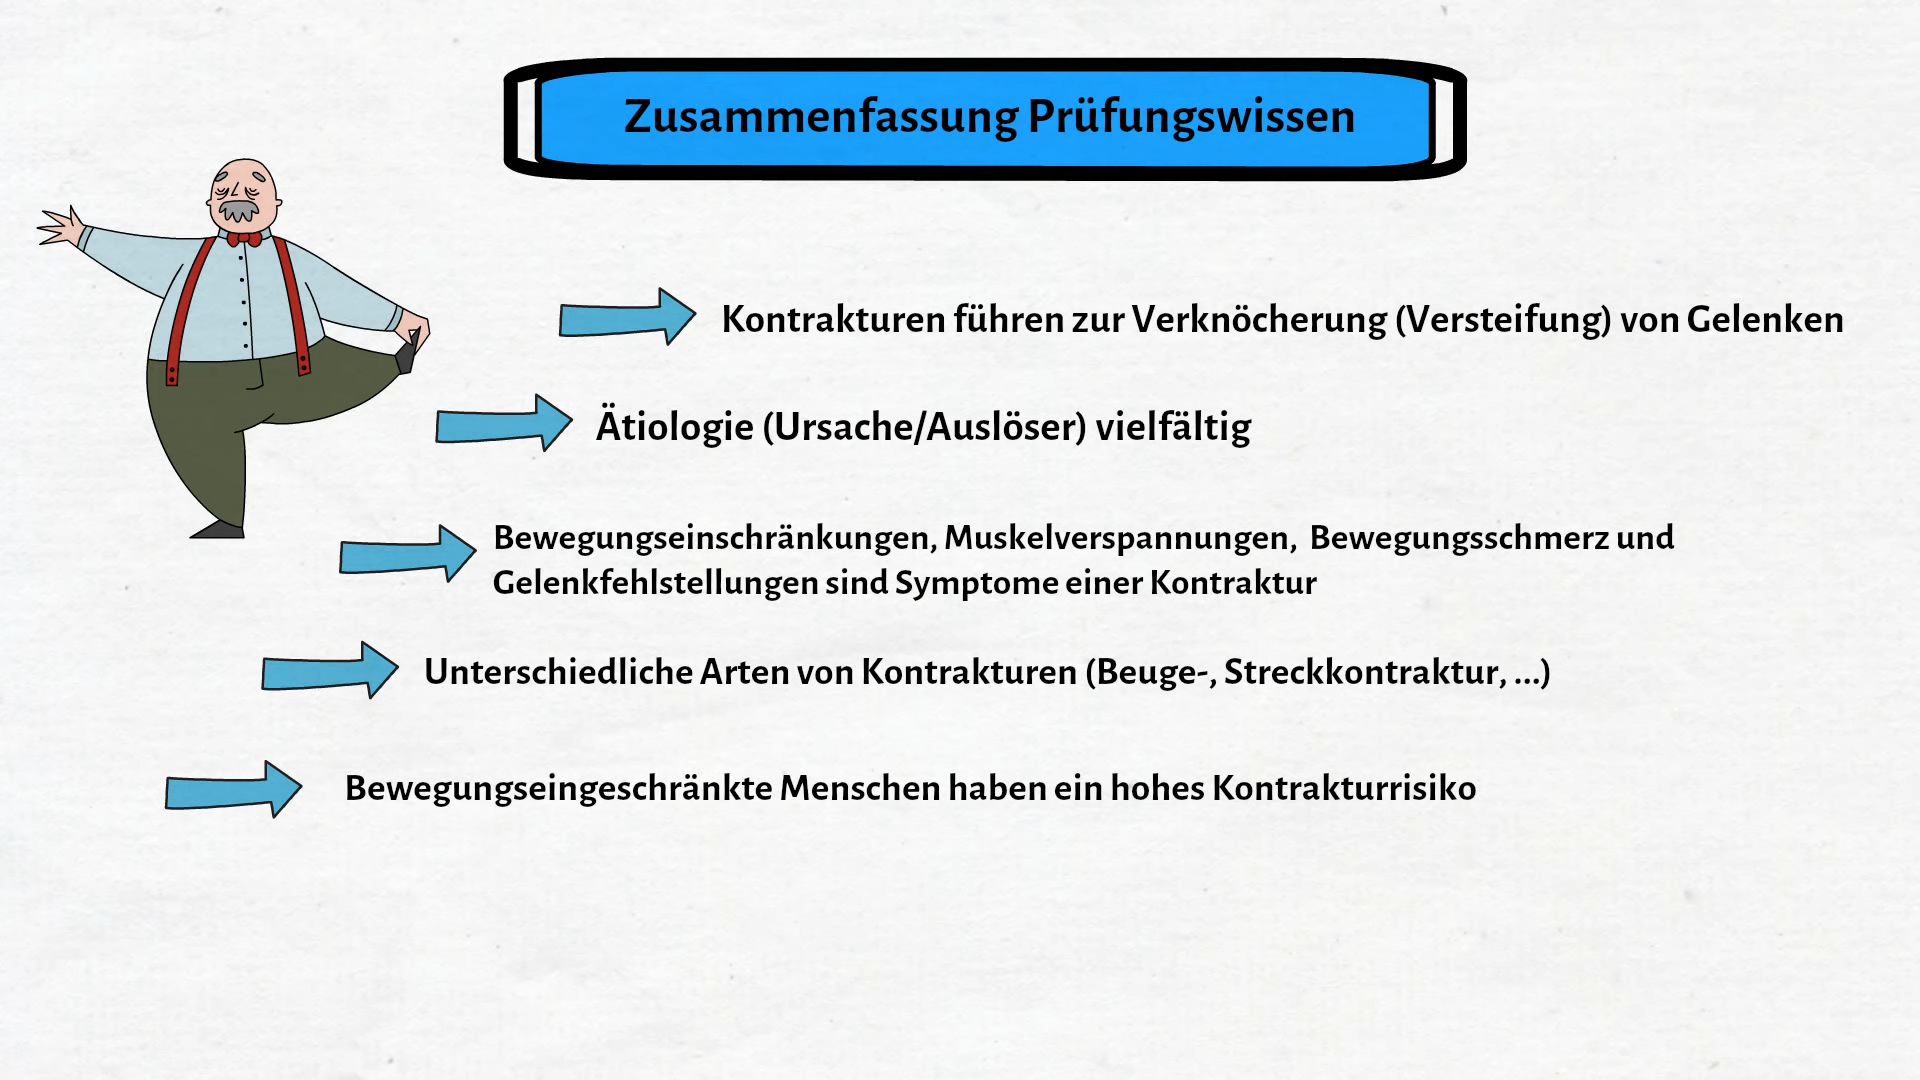 Zusammenfassung Prüfungswissen
Kontrakturen führen zur Verknöcherung (Versteifung) von Gelenken
Ätiologie (Ursache/Auslöser) vielfältig
Bewegungseinschränkungen, Muskelverspannungen, Bewegungsschmerz und
Gelenkfehlstellungen sind Symptome einer Kontraktur
Unterschiedliche Arten von Kontrakturen (Beuge-, Streckkontraktur, ...)
Bewegungseingeschränkte Menschen haben ein hohes Kontrakturrisiko